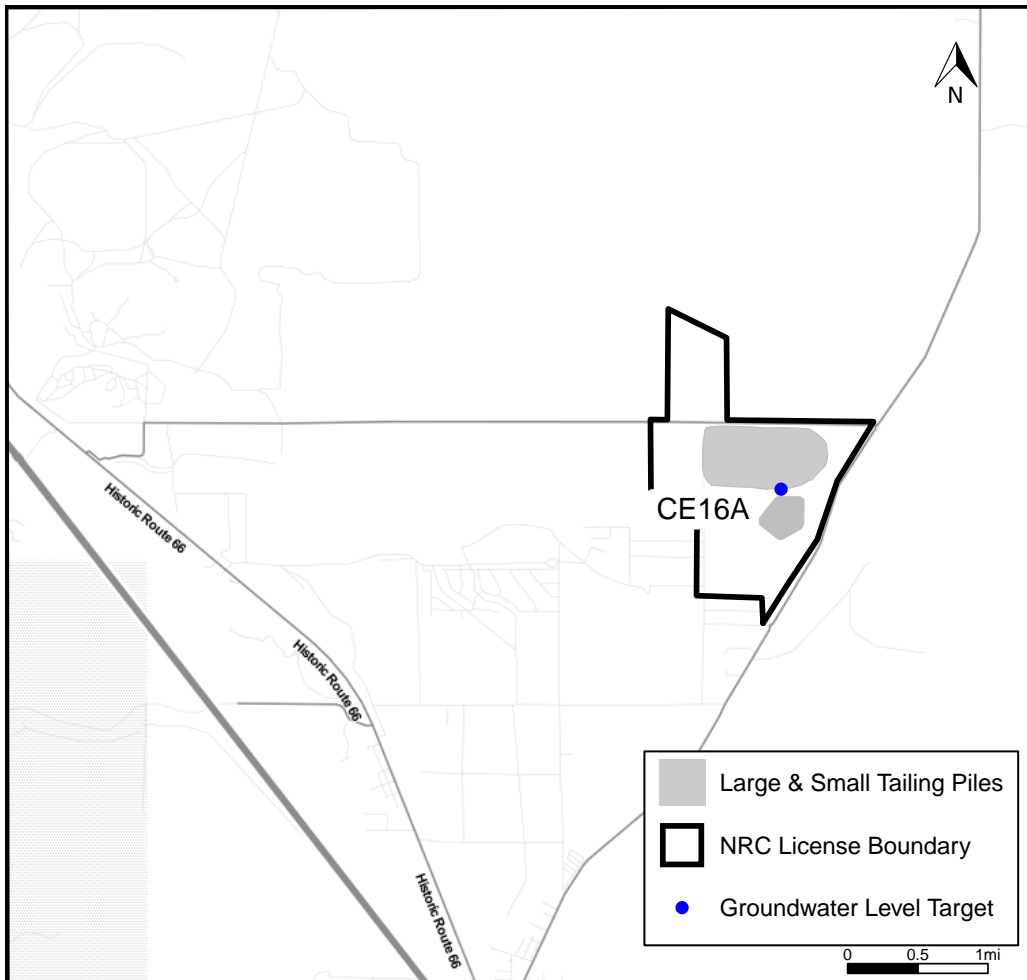 N
CE16A
Historic Route 66
Historic Route 66
Historic Route 66
Large & Small Tailing Piles
NRC License Boundary
Groundwater Level Target
0 0.5 1mi